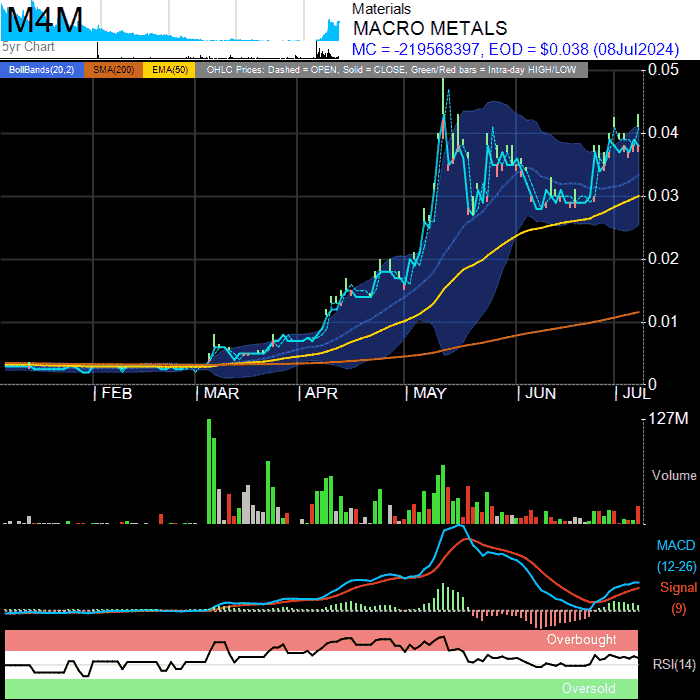 M4M
5yr Chart
Materials
MACRO METALS
MC = -219568397, EOD = $0.038 (08Jul2024)
BollBands(20,2) SMA(200) EMA(50) OHLC Prices: Dashed = OPEN, Solid = CLOSE, Green/Red bars = Intra-day HIGH/LOW
0.05
0.04
0.03
0.02
0.01
0
FEB MAR APR MAY JUN JUL
127M
Volume
MACD
(12-26)
Signal
(9)
Overbought
RSI(14)
Oversold